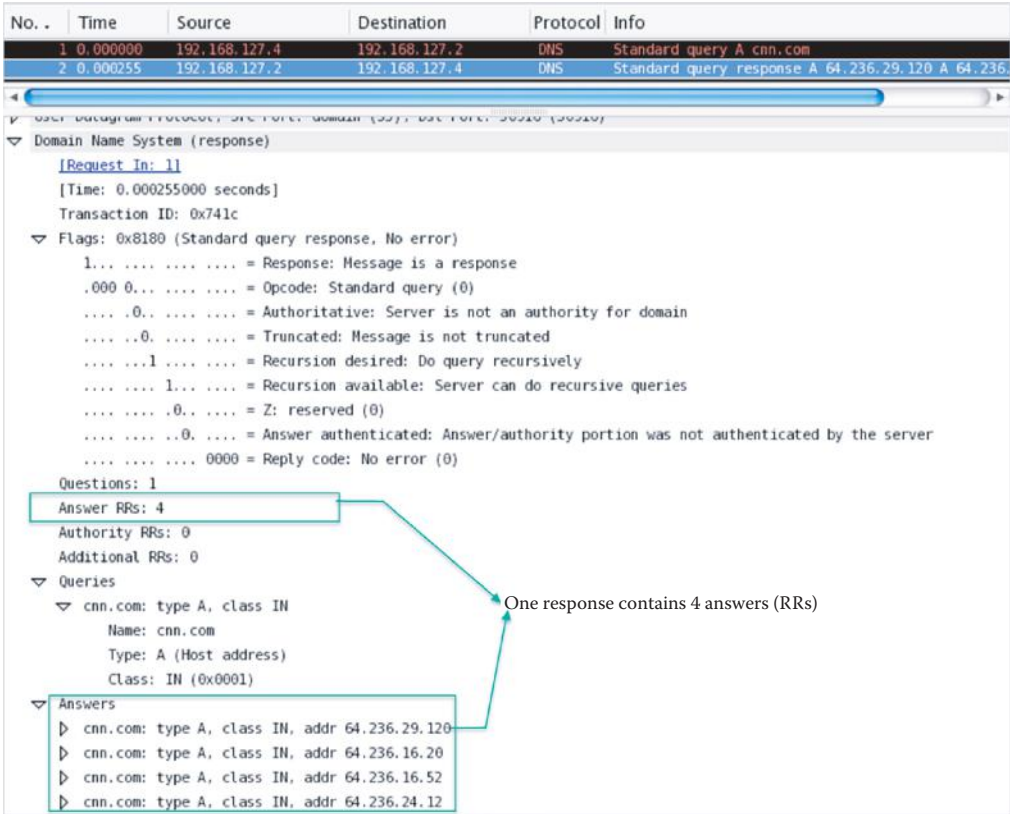 No. . Time Source Destination Protocol Info
1 0.000000 192.168.127.4 192.168.127.2 DNS Standard query A cnn.com
2 0.000255 192.168.127.2 192.168.127.4 DNS Standard query response A 64.236.29.120 A 64.236.
User Datagram Protocol, Src Port: domain (53), Dst Port:
Domain Name System (response)
[Request In: 1]
[Time: 0.000255000 seconds]
Transaction ID: 0x741c
Flags: 0x8180 (Standard query response, No error)
1... .... .... .... = Response: Message is a response
.000 0... .... .... = Opcode: Standard query (0)
.... .0.. .... .... = Authoritative: Server is not an authority for domain
.... ..0. .... .... = Truncated: Message is not truncated
.... ...1 .... .... = Recursion desired: Do query recursively
.... .... 1... .... = Recursion available: Server can do recursive queries
.... .... .0.. .... = Z: reserved (0)
.... .... ..0. .... = Answer authenticated: Answer/authority portion was not authenticated by the server
.... .... .... 0000 = Reply code: No error (0)
Questions: 1
Answer RRs: 4
Authority RRs: 0
Additional RRs: 0
Queries
One response contains 4 answers (RRs)
cnn.com: type A, class IN
Name: cnn.com
Type: A (Host address)
Class: IN (0x0001)
Answers
cnn.com: type A, class IN, addr 64.236.29.120
cnn.com: type A, class IN, addr 64.236.16.20
cnn.com: type A, class IN, addr 64.236.16.52
cnn.com: type A, class IN, addr 64.236.24.12